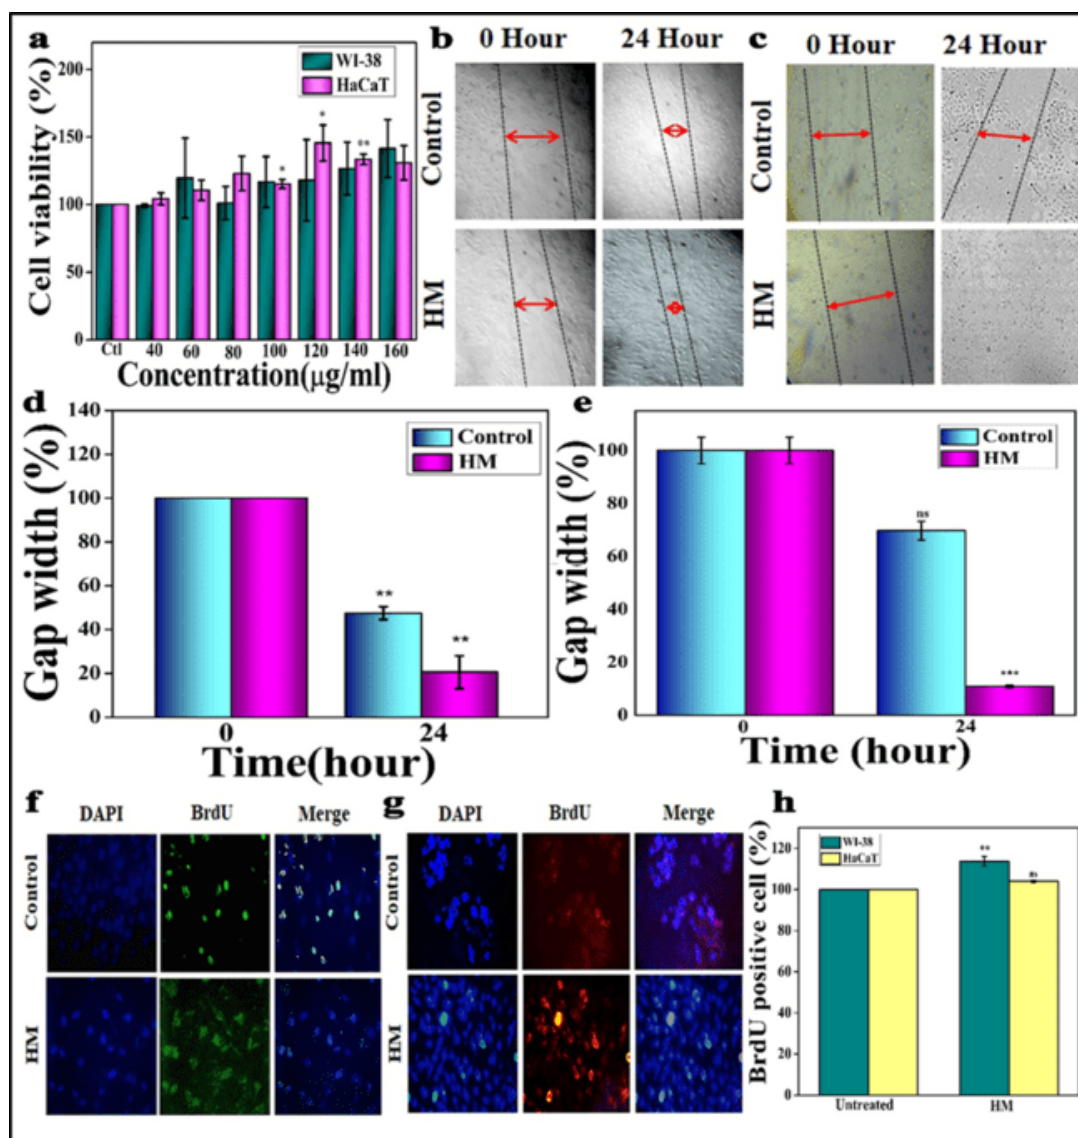 a
WI-38
HaCaT
Cell viability (%)
200
150
100
50
0
*
*
**
Ctl 40 60 80 100 120 140 160
Concentration(μg/ml)
b
0 Hour 24 Hour
Control
HM
c
0 Hour 24 Hour
Control
HM
d
Control
HM
Gap width (%)
140
120
100
80
60
40
20
0
**
**
0 24
Time(hour)
e
Control
HM
Gap width (%)
100
80
60
40
20
0
ns
***
0 24
Time (hour)
f
DAPI BrdU Merge
Control
HM
g
DAPI BrdU Merge
Control
HM
h
WI-38
HaCaT
BrdU positive cell (%)
120
100
80
60
40
20
0
**
ns
Untreated HM